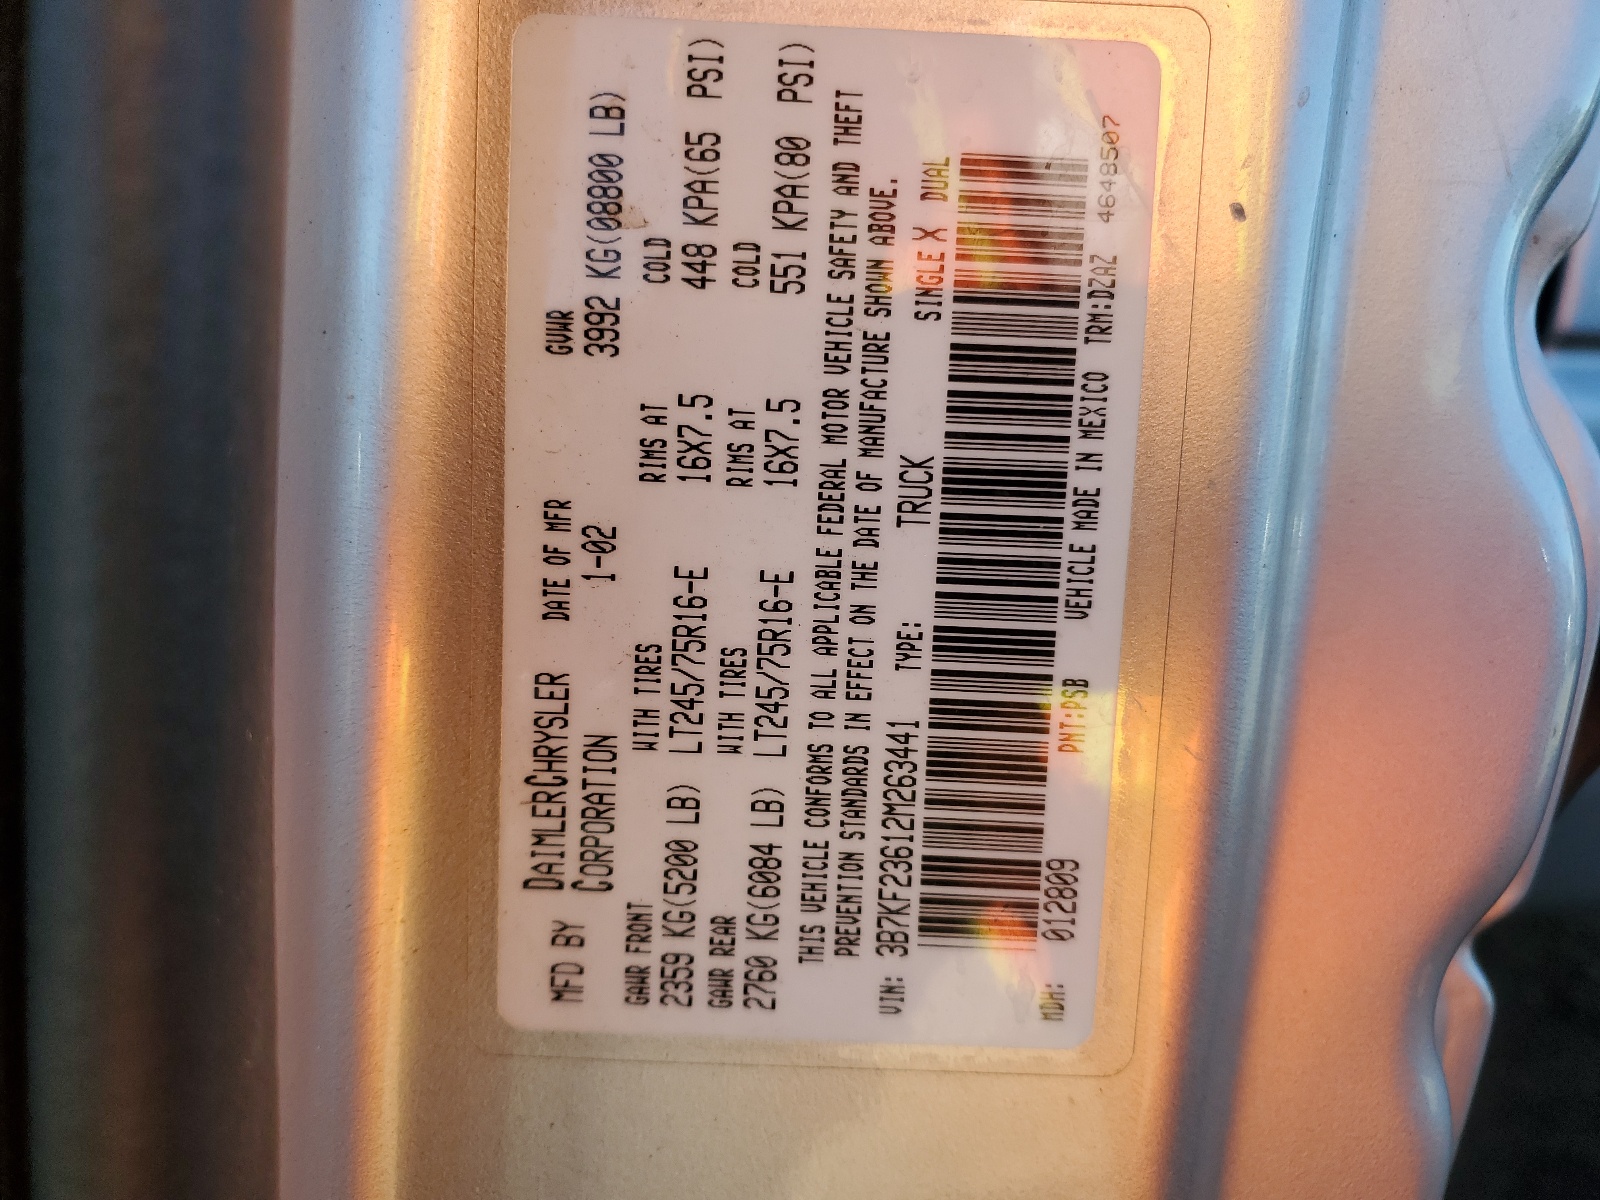 MFD BY DAIMLERCHRYSLER CORPORATION DATE OF MFR 1-02 GVWR 3992 KG(08800 LB)
GAWR FRONT WITH TIRES RIMS AT COLD
2359 KG(5200 LB) LT245/75R16-E 16X7.5 448 KPA(65 PSI)
GAWR REAR WITH TIRES RIMS AT COLD
2760 KG(6084 LB) LT245/75R16-E 16X7.5 551 KPA(80 PSI)
THIS VEHICLE CONFORMS TO ALL APPLICABLE FEDERAL MOTOR VEHICLE SAFETY AND THEFT
PREVENTION STANDARDS IN EFFECT ON THE DATE OF MANUFACTURE SHOWN ABOVE.
VIN: 3B7KF23612M263441 TYPE: TRUCK SINGLE X DUAL
MDH: 012809 PNT:PSB VEHICLE MADE IN MEXICO TRM:DZAZ 4648507